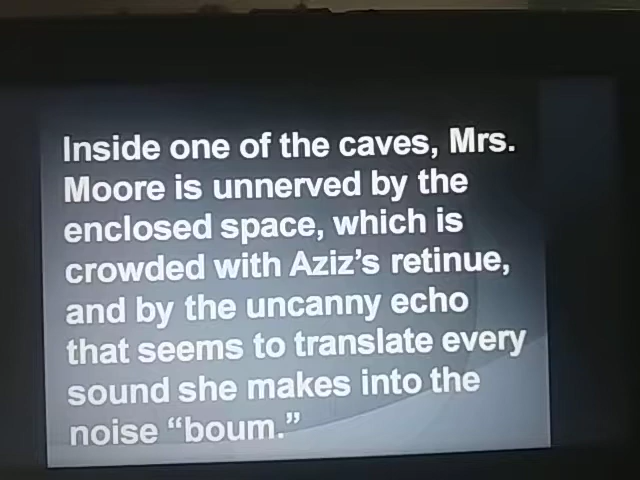 Inside one of the caves, Mrs.
Moore is unnerved by the
enclosed space, which is
crowded with Aziz’s retinue,
and by the uncanny echo
that seems to translate every
sound she makes into the
noise “boum.”